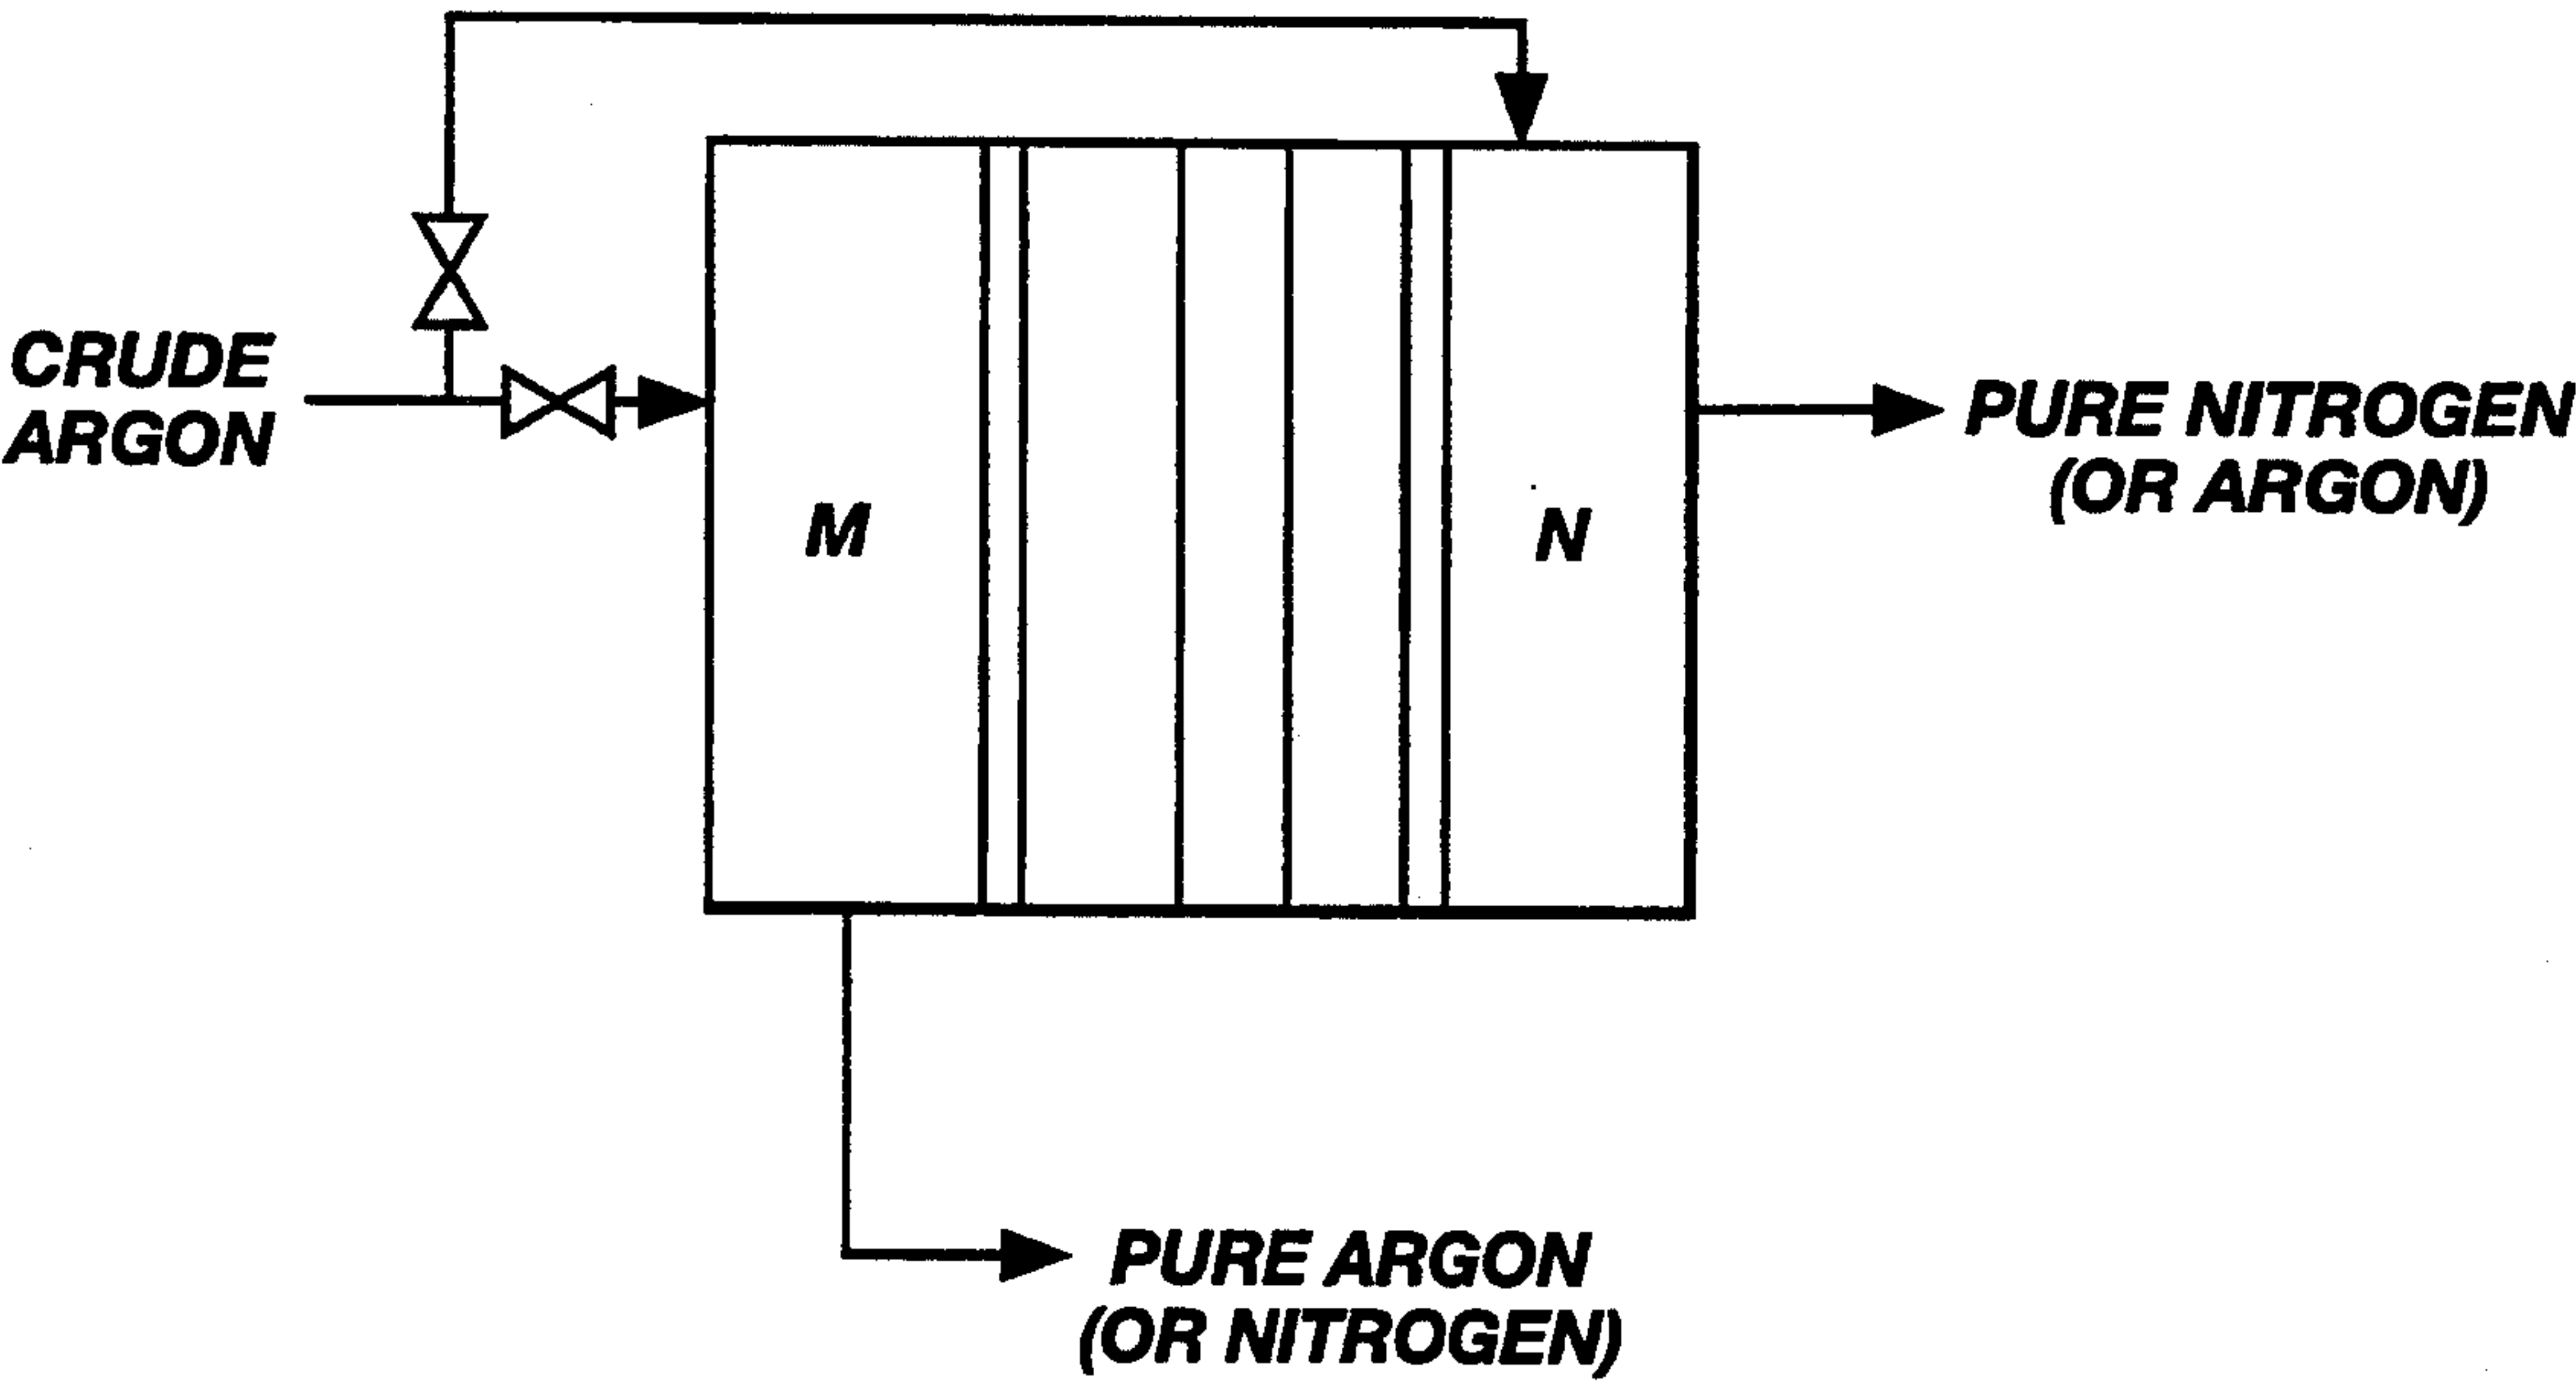 CRUDE
ARGON
M
N
PURE NITROGEN
(OR ARGON)
PURE ARGON
(OR NITROGEN)